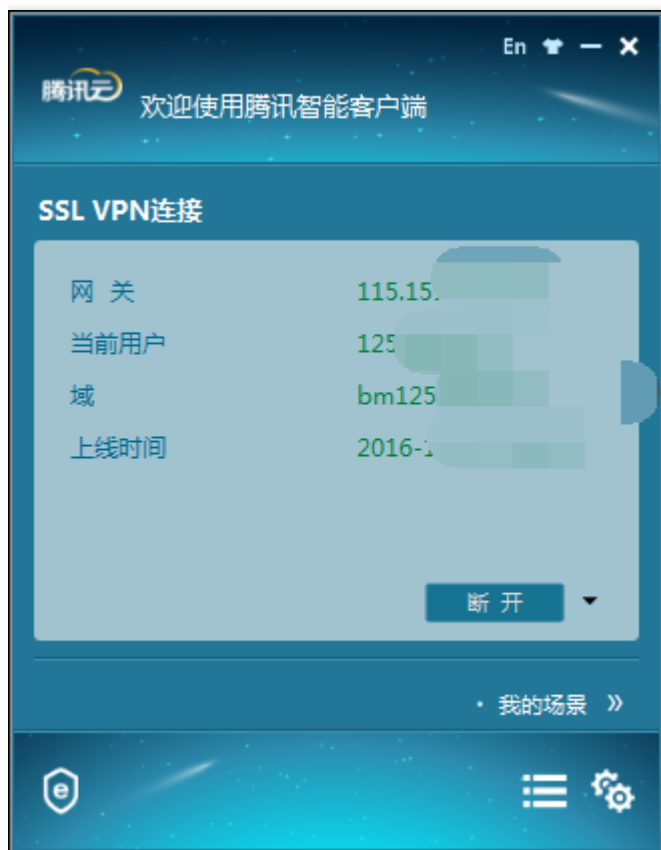 En
腾讯云
欢迎使用腾讯智能客户端
SSL VPN连接
网 关 115.15
当前用户 125
域 bm125
上线时间 2016-
断 开
· 我的场景 »
e